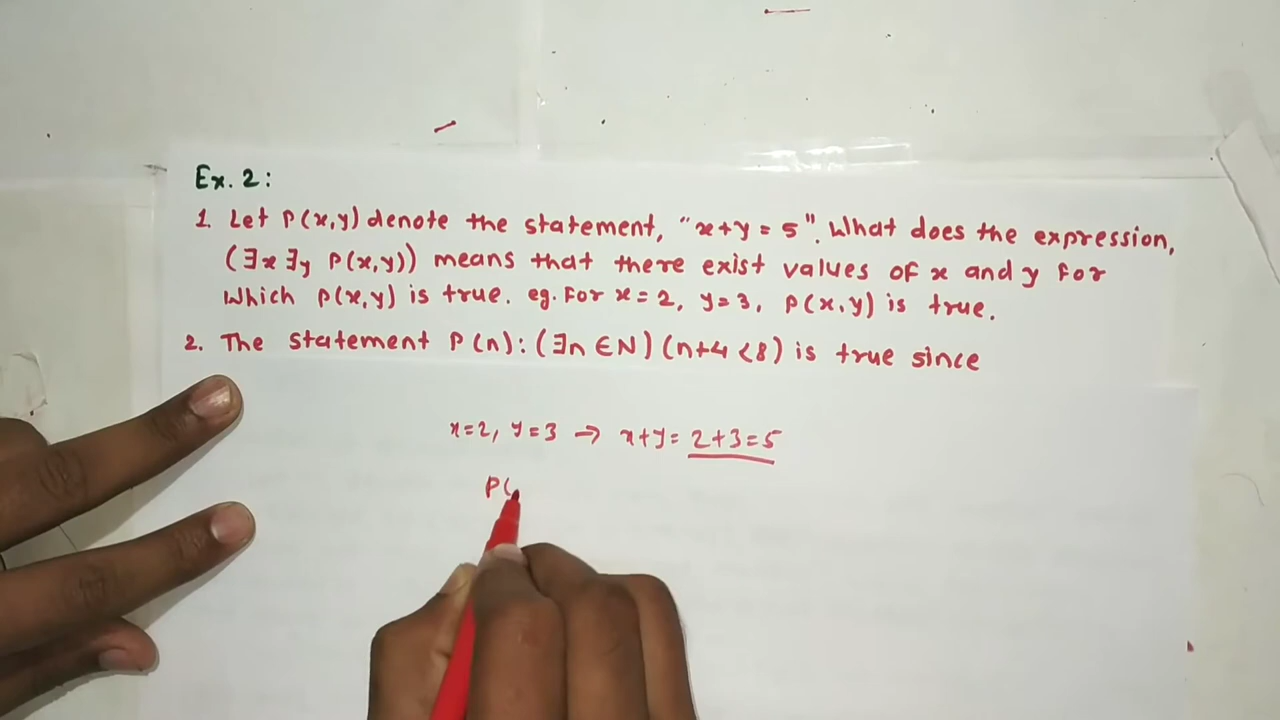 Ex. 2:
1. Let P(x,y) denote the statement, "x+y = 5". What does the expression,
(∃x ∃y P(x,y)) means that there exist values of x and y for
which P(x,y) is true. eg. For x=2, y=3, P(x,y) is true.
2. The statement P(n): (∃n ∈ N) (n+4 < 8) is true since
x=2, y=3 → x+y= 2+3=5
P(